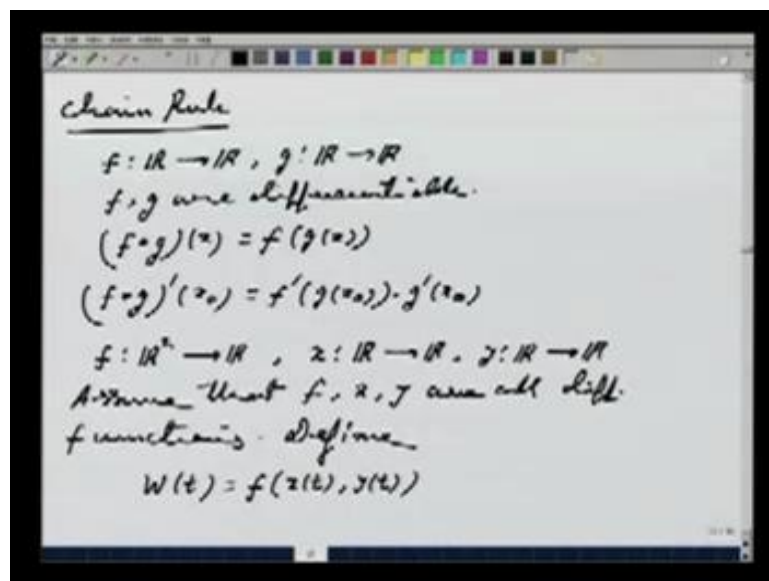 Chain Rule
f : ℝ → ℝ, g : ℝ → ℝ
f, g are differentiable.
(f∘g)(x) = f(g(x))
(f∘g)'(x₀) = f'(g(x₀)) · g'(x₀)
f : ℝ² → ℝ, x : ℝ → ℝ, y : ℝ → ℝ
Assume that f, x, y are all diff.
functions. Define
W(t) = f(x(t), y(t))